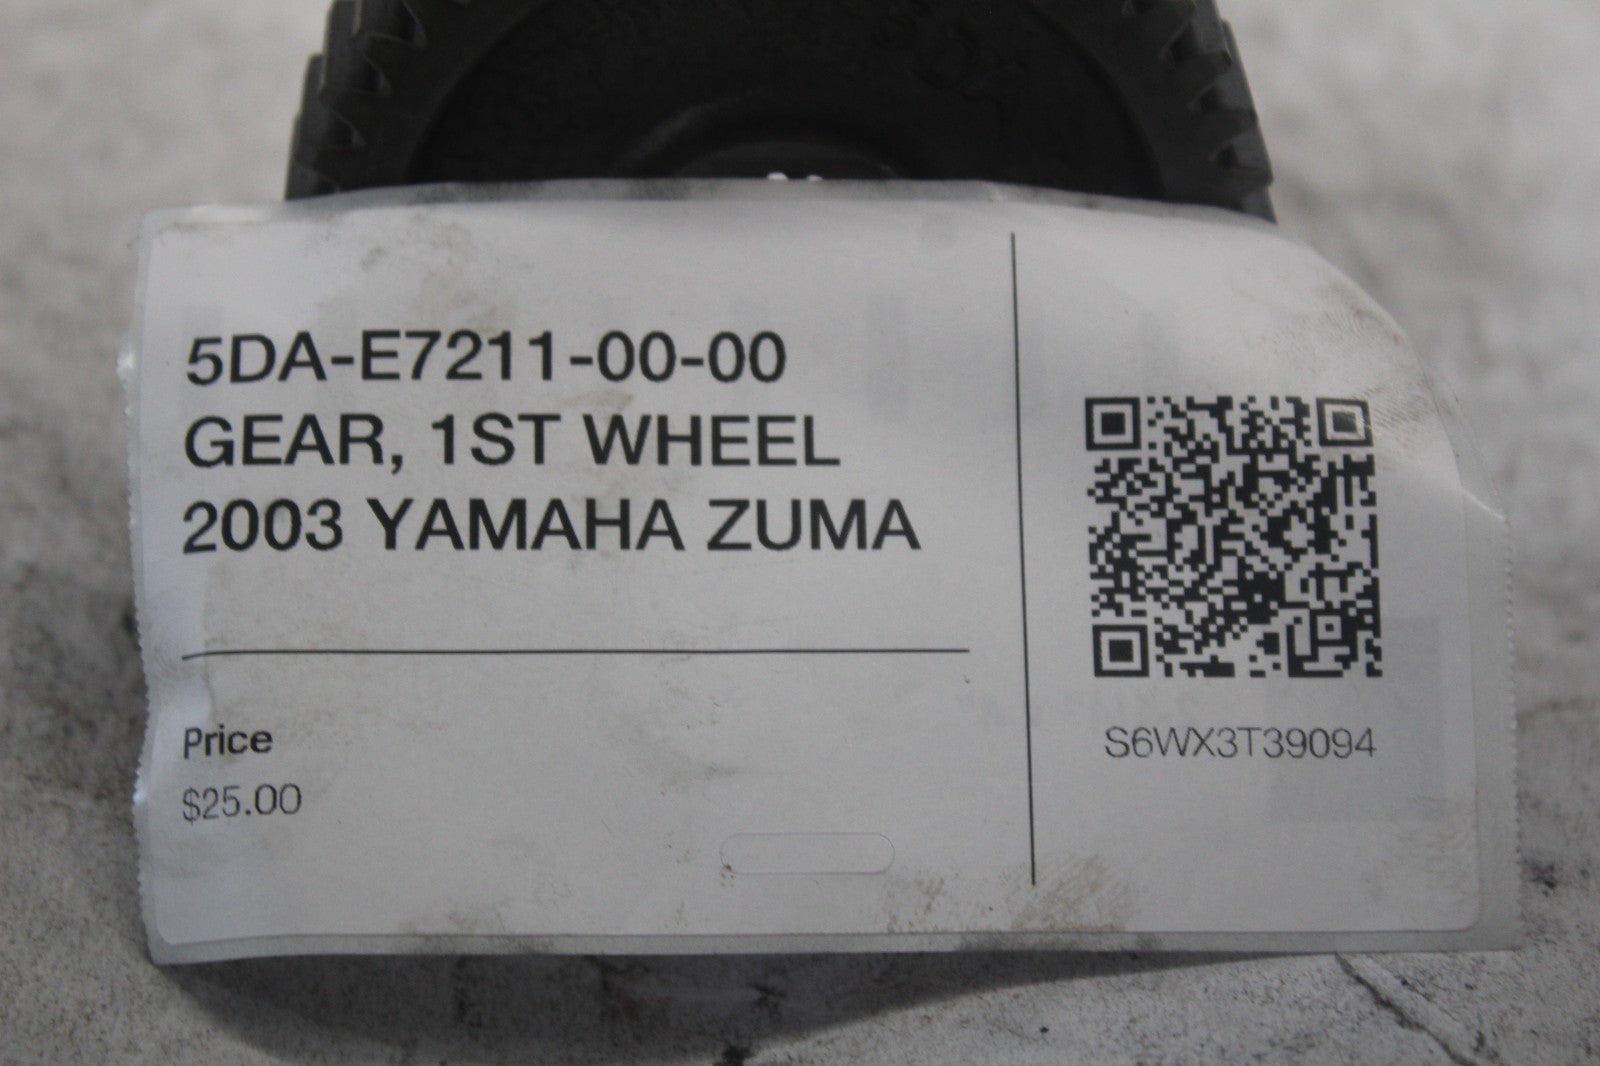 5DA-E7211-00-00
GEAR, 1ST WHEEL
2003 YAMAHA ZUMA
Price
$25.00
S6WX3T39094